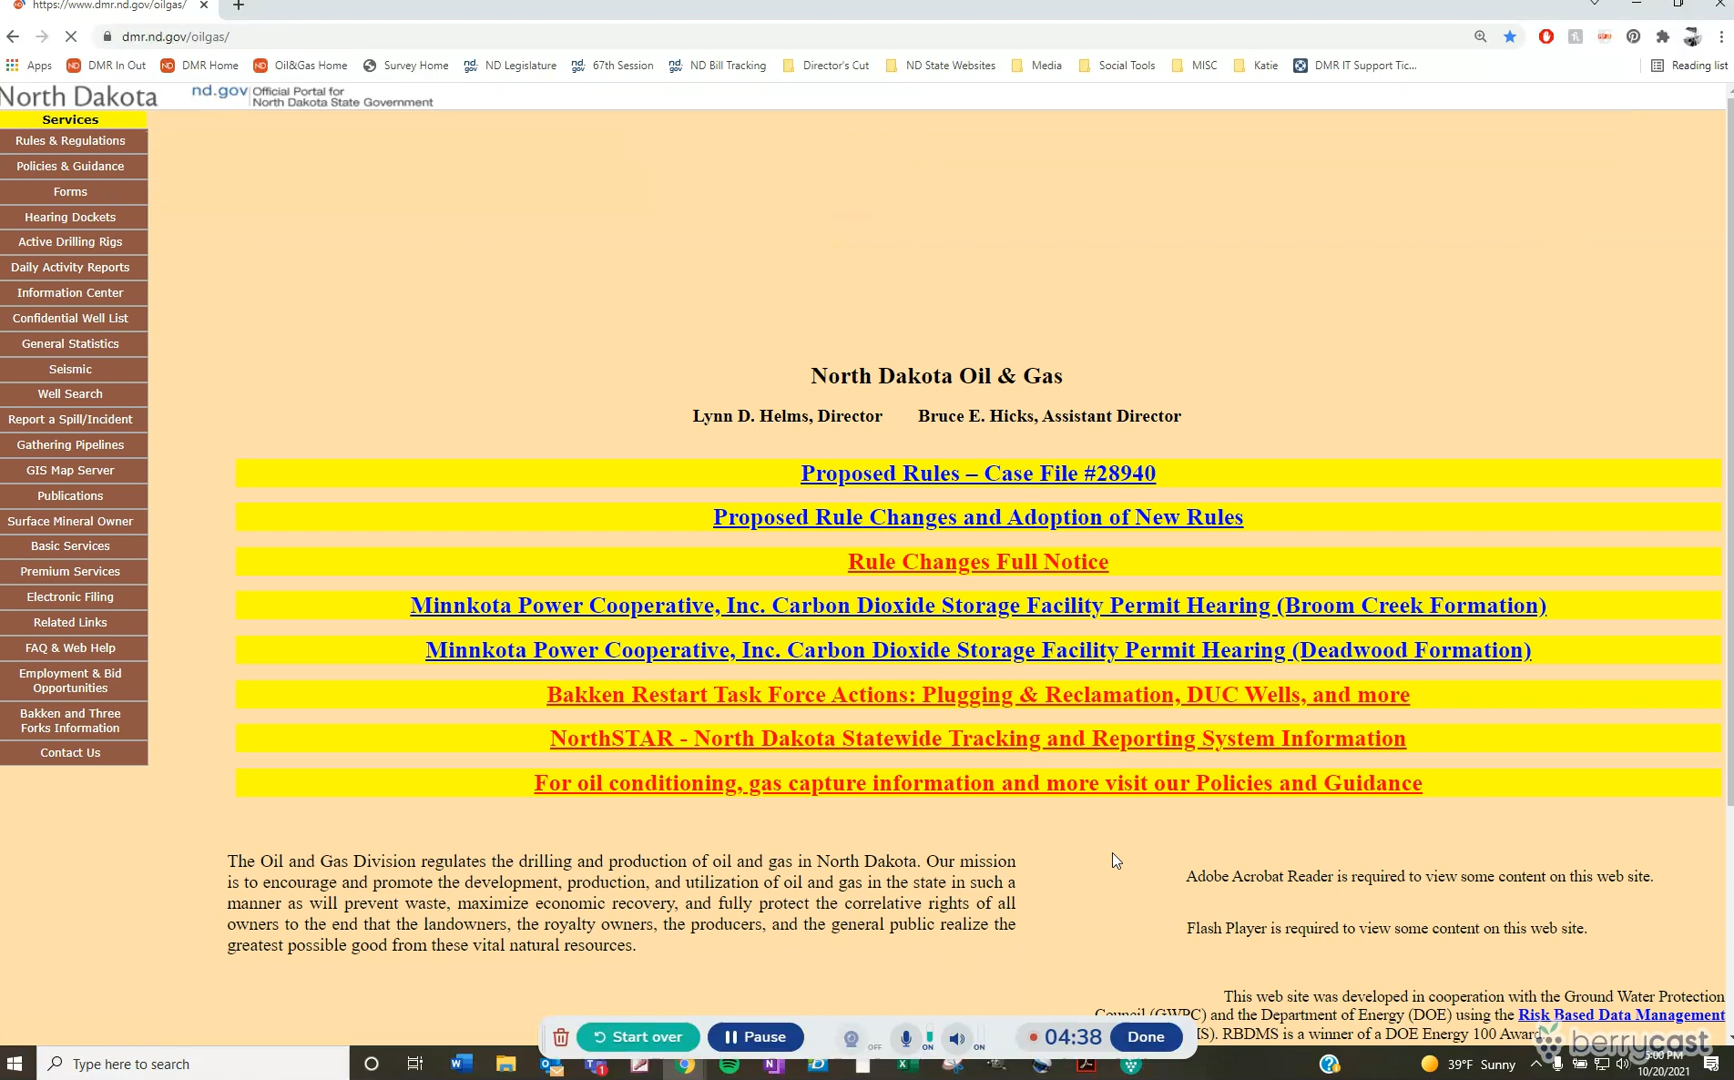 https://www.dmr.nd.gov/oilgas/
dmr.nd.gov/oilgas/
Apps DMR In Out DMR Home Oil&Gas Home Survey Home ND Legislature 67th Session ND Bill Tracking Director's Cut ND State Websites Media Social Tools MISC Katie DMR IT Support Tic... Reading list
North Dakota nd.gov Official Portal for
North Dakota State Government
Services
Rules & Regulations
Policies & Guidance
Forms
Hearing Dockets
Active Drilling Rigs
Daily Activity Reports
Information Center
Confidential Well List
General Statistics
Seismic
Well Search
Report a Spill/Incident
Gathering Pipelines
GIS Map Server
Publications
Surface Mineral Owner
Basic Services
Premium Services
Electronic Filing
Related Links
FAQ & Web Help
Employment & Bid
Opportunities
Bakken and Three
Forks Information
Contact Us
North Dakota Oil & Gas
Lynn D. Helms, Director Bruce E. Hicks, Assistant Director
Proposed Rules – Case File #28940
Proposed Rule Changes and Adoption of New Rules
Rule Changes Full Notice
Minnkota Power Cooperative, Inc. Carbon Dioxide Storage Facility Permit Hearing (Broom Creek Formation)
Minnkota Power Cooperative, Inc. Carbon Dioxide Storage Facility Permit Hearing (Deadwood Formation)
Bakken Restart Task Force Actions: Plugging & Reclamation, DUC Wells, and more
NorthSTAR - North Dakota Statewide Tracking and Reporting System Information
For oil conditioning, gas capture information and more visit our Policies and Guidance
The Oil and Gas Division regulates the drilling and production of oil and gas in North Dakota. Our mission
is to encourage and promote the development, production, and utilization of oil and gas in the state in such a
manner as will prevent waste, maximize economic recovery, and fully protect the correlative rights of all
owners to the end that the landowners, the royalty owners, the producers, and the general public realize the
greatest possible good from these vital natural resources.
Adobe Acrobat Reader is required to view some content on this web site.
Flash Player is required to view some content on this web site.
This web site was developed in cooperation with the Ground Water Protection
Council (GWPC) and the Department of Energy (DOE) using the Risk Based Data Management
MS). RBDMS is a winner of a DOE Energy 100 Awar
Start over Pause OFF ON ON 04:38 Done
berrycast
Type here to search
39°F Sunny
5:00 PM
10/20/2021